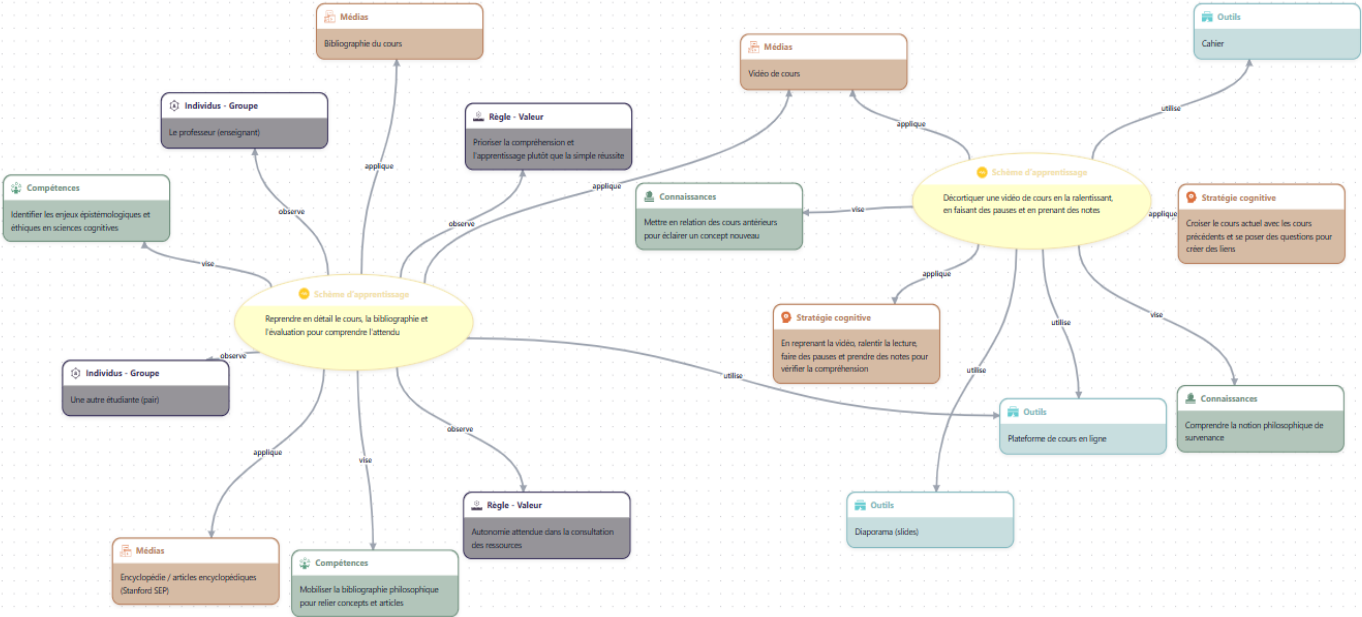 Médias
Bibliographie du cours
Outils
Cahier
Médias
Vidéo de cours
Individus - Groupe
Le professeur (enseignant)
Règle - Valeur
Prioriser la compréhension et
l'apprentissage plutôt que la simple réussite
applique
utilise
applique
Compétences
Identifier les enjeux épistémologiques et
éthiques en sciences cognitives
applique
Connaissances
Mettre en relation des cours antérieurs
pour éclairer un concept nouveau
Schème d'apprentissage
Décortiquer une vidéo de cours en la ralentissant,
en faisant des pauses et en prenant des notes
Stratégie cognitive
Croiser le cours actuel avec les cours
précédents et se poser des questions pour
créer des liens
observe
observe
vise
applique
vise
applique
Schème d'apprentissage
Reprendre en détail le cours, la bibliographie et
l'évaluation pour comprendre l'attendu
Stratégie cognitive
En reprenant la vidéo, ralentir la lecture,
faire des pauses et prendre des notes pour
vérifier la compréhension
utilise
vise
observe
Individus - Groupe
Une autre étudiante (pair)
utilise
utilise
Outils
Plateforme de cours en ligne
Connaissances
Comprendre la notion philosophique de
survenance
observe
applique
vise
Règle - Valeur
Autonomie attendue dans la consultation
des ressources
Outils
Diaporama (slides)
Médias
Encyclopédie / articles encyclopédiques
(Stanford SEP)
Compétences
Mobiliser la bibliographie philosophique
pour relier concepts et articles